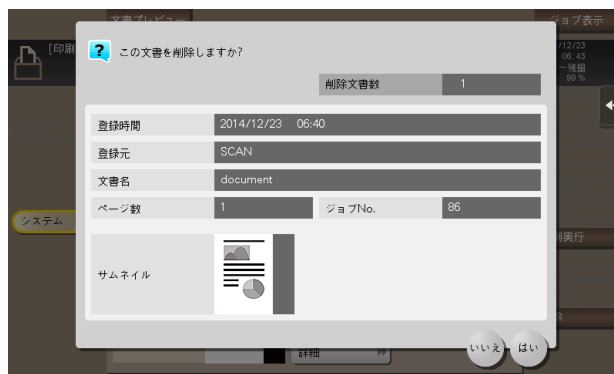 文書プレビュー
ジョブ表示
[印刷
/12/23
06:43
ー残量
99%
この文書を削除しますか?
削除文書数 1
登録時間 2014/12/23 06:40
登録元 SCAN
文書名 document
ページ数 1 ジョブNo. 86
システム
サムネイル
詳細
いいえ はい